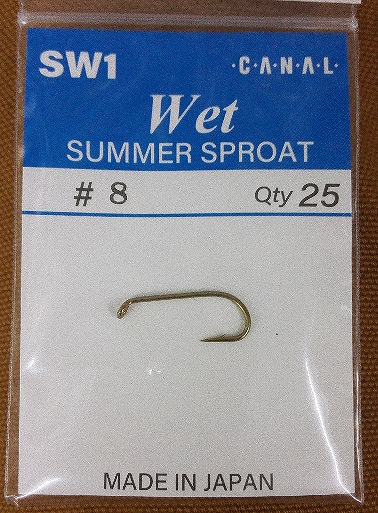 SW1 ·C·A·N·A·L·
Wet
SUMMER SPROAT
# 8 Qty 25
MADE IN JAPAN